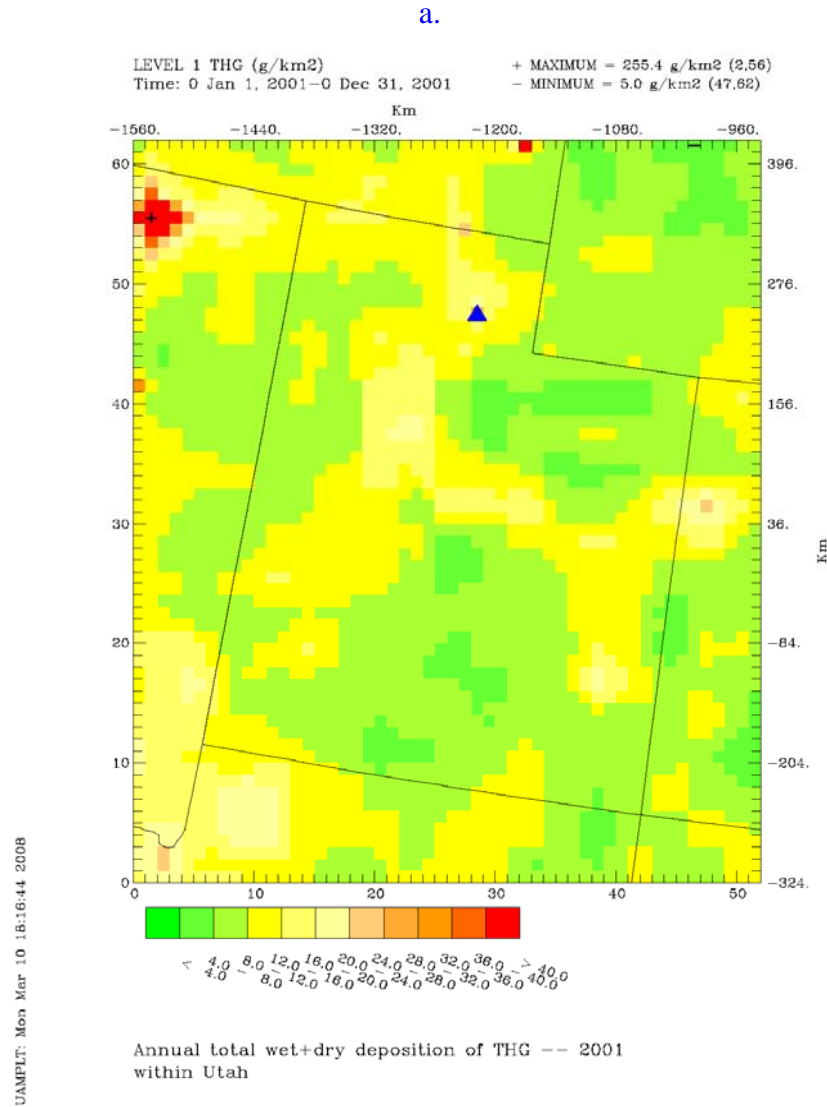 a.
LEVEL 1 THG (g/km2)
+ MAXIMUM = 255.4 g/km2 (2,56)
Time: 0 Jan 1, 2001-0 Dec 31, 2001
- MINIMUM = 5.0 g/km2 (47,62)
Km
-1560. -1440. -1320. -1200. -1080. -960.
60 396.
50 276.
40 156.
30 36.
Km
20 -84.
10 -204.
0 -324.
0 10 20 30 40 50
< 4.0
4.0 - 8.0
8.0 - 12.0
12.0 - 16.0
16.0 - 20.0
20.0 - 24.0
24.0 - 28.0
28.0 - 32.0
32.0 - 36.0
36.0 - 40.0
> 40.0
Annual total wet+dry deposition of THG -- 2001
within Utah
UAMPLT: Mon Mar 10 18:16:44 2008